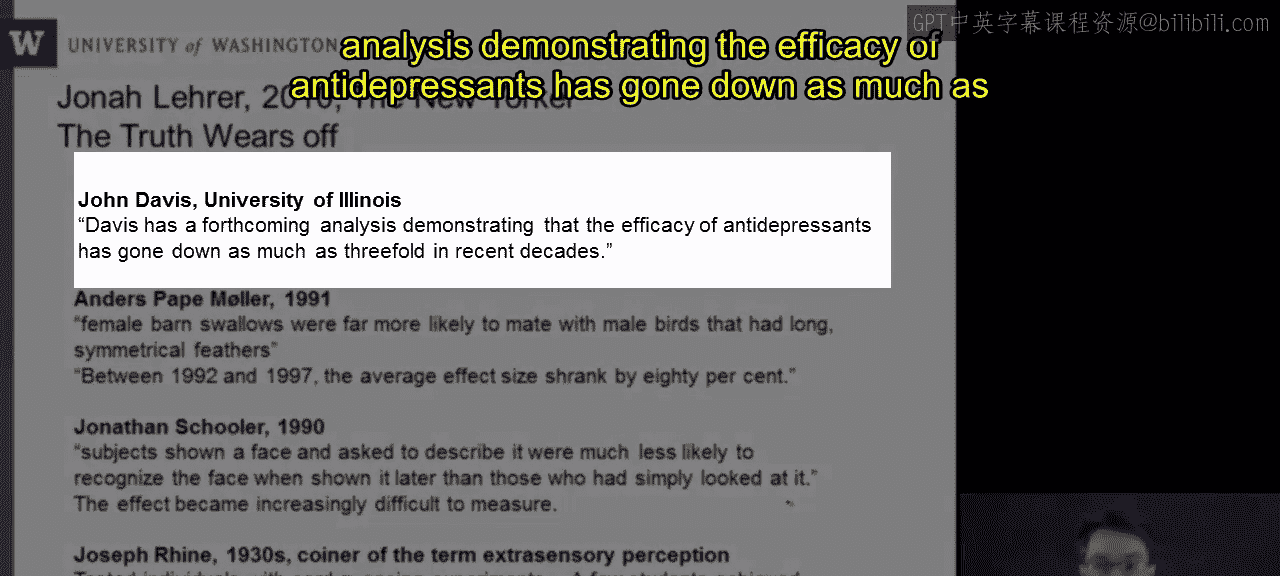 GPT中英字幕课程资源@bilibili.com
analysis demonstrating the efficacy of
antidepressants has gone down as much as
W UNIVERSITY of WASHINGTON
Jonah Lehrer, 2010, The New Yorker
The Truth Wears off
John Davis, University of Illinois
“Davis has a forthcoming analysis demonstrating that the efficacy of antidepressants
has gone down as much as threefold in recent decades.”
Anders Pape Møller, 1991
“female barn swallows were far more likely to mate with male birds that had long,
symmetrical feathers”
“Between 1992 and 1997, the average effect size shrank by eighty per cent.”
Jonathan Schooler, 1990
“subjects shown a face and asked to describe it were much less likely to
recognize the face when shown it later than those who had simply looked at it.”
The effect became increasingly difficult to measure.
Joseph Rhine, 1930s, coiner of the term extrasensory perception